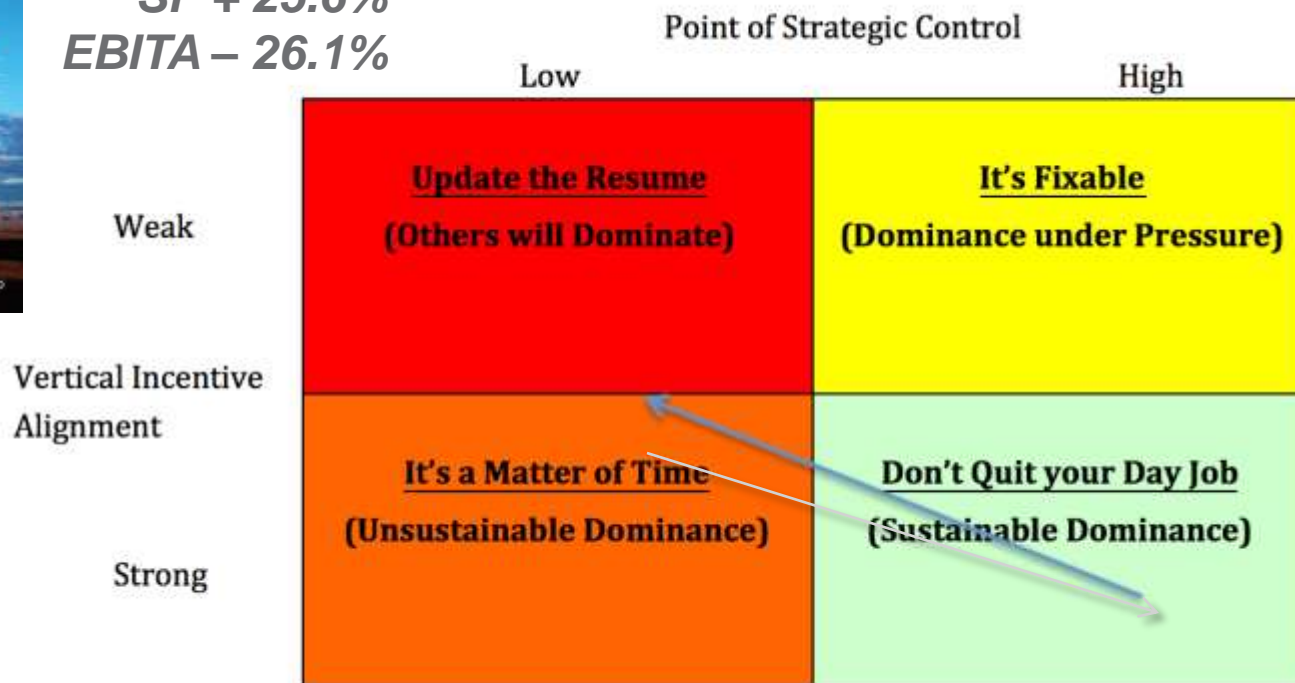 EBITA – 26.1%
Point of Strategic Control
Low High
Update the Resume
(Others will Dominate)
It's Fixable
(Dominance under Pressure)
Weak
Vertical Incentive
Alignment
It's a Matter of Time
(Unsustainable Dominance)
Don't Quit your Day Job
(Sustainable Dominance)
Strong